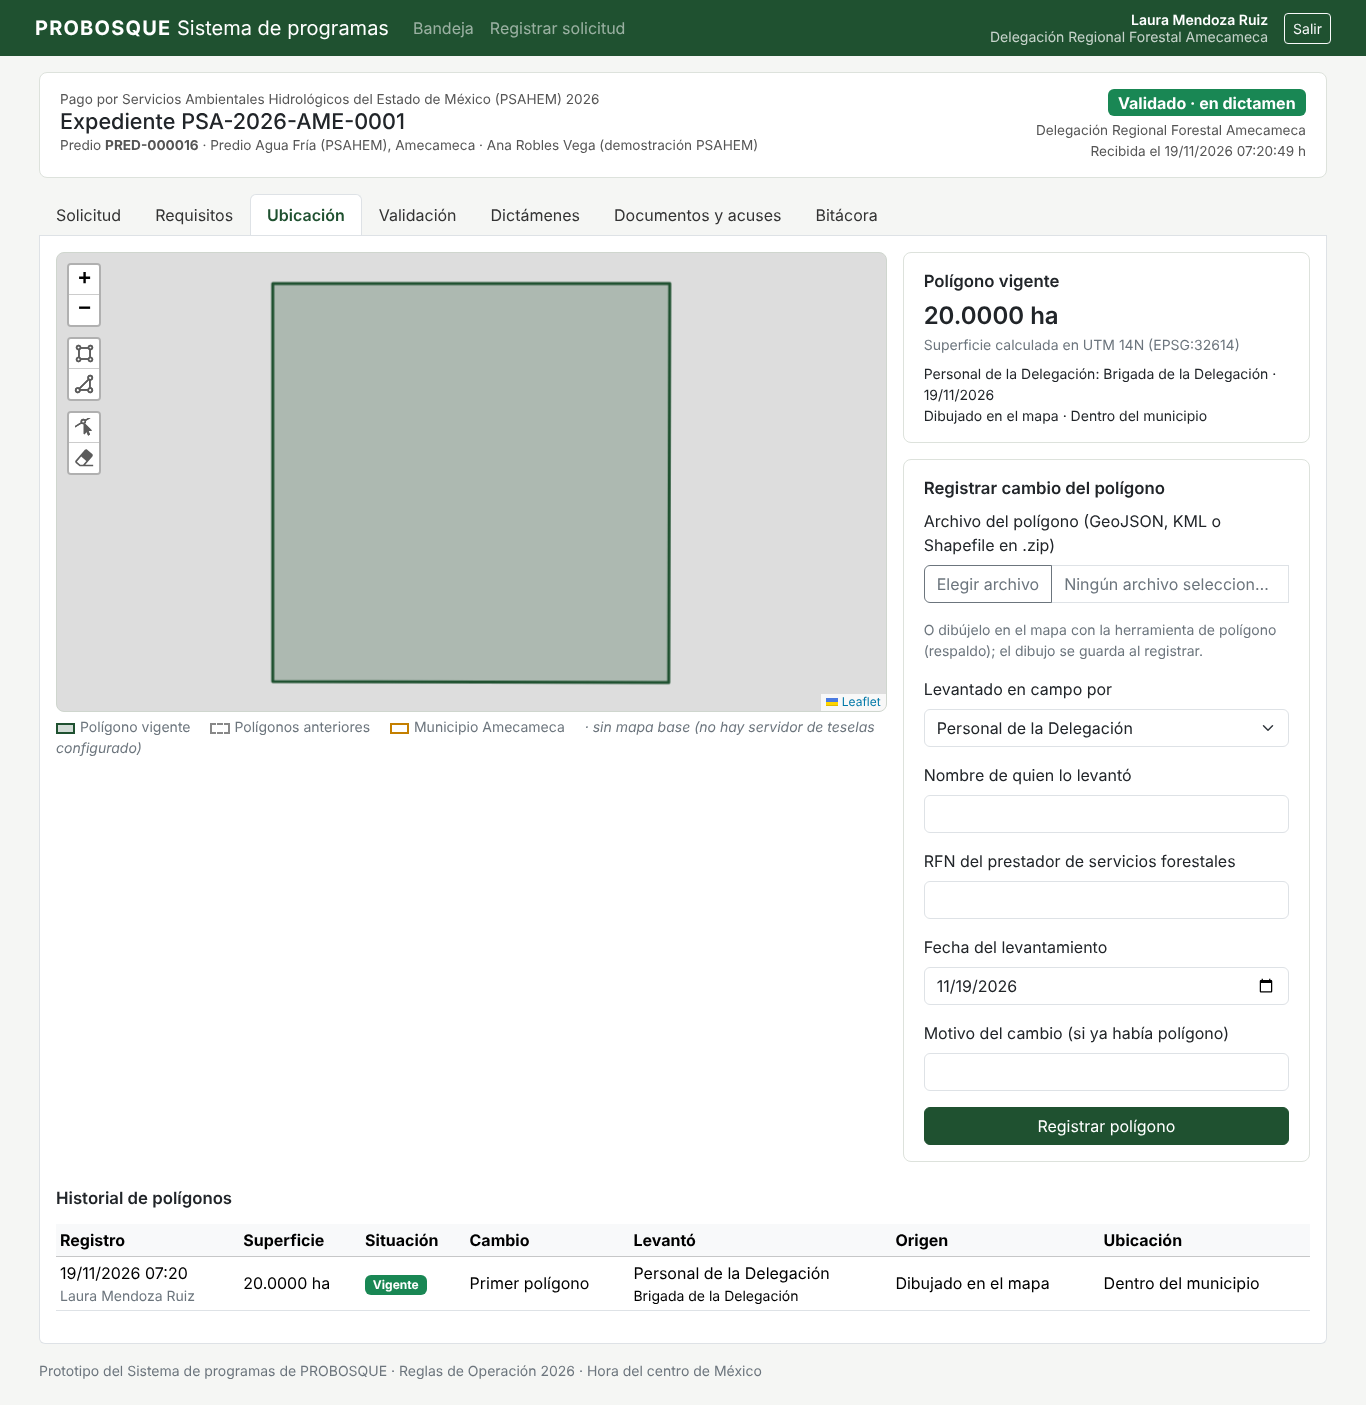 PROBOSQUE Sistema de programas
Bandeja
Registrar solicitud
Laura Mendoza Ruiz
Delegación Regional Forestal Amecameca
Salir
Pago por Servicios Ambientales Hidrológicos del Estado de México (PSAHEM) 2026
Expediente PSA-2026-AME-0001
Predio PRED-000016 · Predio Agua Fría (PSAHEM), Amecameca · Ana Robles Vega (demostración PSAHEM)
Validado · en dictamen
Delegación Regional Forestal Amecameca
Recibida el 19/11/2026 07:20:49 h
Solicitud
Requisitos
Ubicación
Validación
Dictámenes
Documentos y acuses
Bitácora
+
−
Leaflet
Polígono vigente
Polígonos anteriores
Municipio Amecameca
· sin mapa base (no hay servidor de teselas
configurado)
Polígono vigente
20.0000 ha
Superficie calculada en UTM 14N (EPSG:32614)
Personal de la Delegación: Brigada de la Delegación ·
19/11/2026
Dibujado en el mapa · Dentro del municipio
Registrar cambio del polígono
Archivo del polígono (GeoJSON, KML o
Shapefile en .zip)
Elegir archivo
Ningún archivo seleccion...
O dibújelo en el mapa con la herramienta de polígono
(respaldo); el dibujo se guarda al registrar.
Levantado en campo por
Personal de la Delegación
Nombre de quien lo levantó
RFN del prestador de servicios forestales
Fecha del levantamiento
11/19/2026
Motivo del cambio (si ya había polígono)
Registrar polígono
Historial de polígonos
Registro Superficie Situación Cambio Levantó Origen Ubicación
19/11/2026 07:20
Laura Mendoza Ruiz
20.0000 ha
Vigente
Primer polígono
Personal de la Delegación
Brigada de la Delegación
Dibujado en el mapa
Dentro del municipio
Prototipo del Sistema de programas de PROBOSQUE · Reglas de Operación 2026 · Hora del centro de México